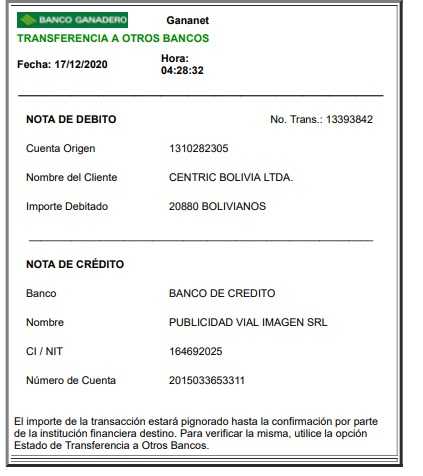 BANCO GANADERO
Gananet
TRANSFERENCIA A OTROS BANCOS
Fecha: 17/12/2020
Hora:
04:28:32
NOTA DE DEBITO No. Trans.: 13393842
Cuenta Origen 1310282305
Nombre del Cliente CENTRIC BOLIVIA LTDA.
Importe Debitado 20880 BOLIVIANOS
NOTA DE CRÉDITO
Banco BANCO DE CREDITO
Nombre PUBLICIDAD VIAL IMAGEN SRL
CI / NIT 164692025
Número de Cuenta 2015033653311
El importe de la transacción estará pignorado hasta la confirmación por parte
de la institución financiera destino. Para verificar la misma, utilice la opción
Estado de Transferencia a Otros Bancos.